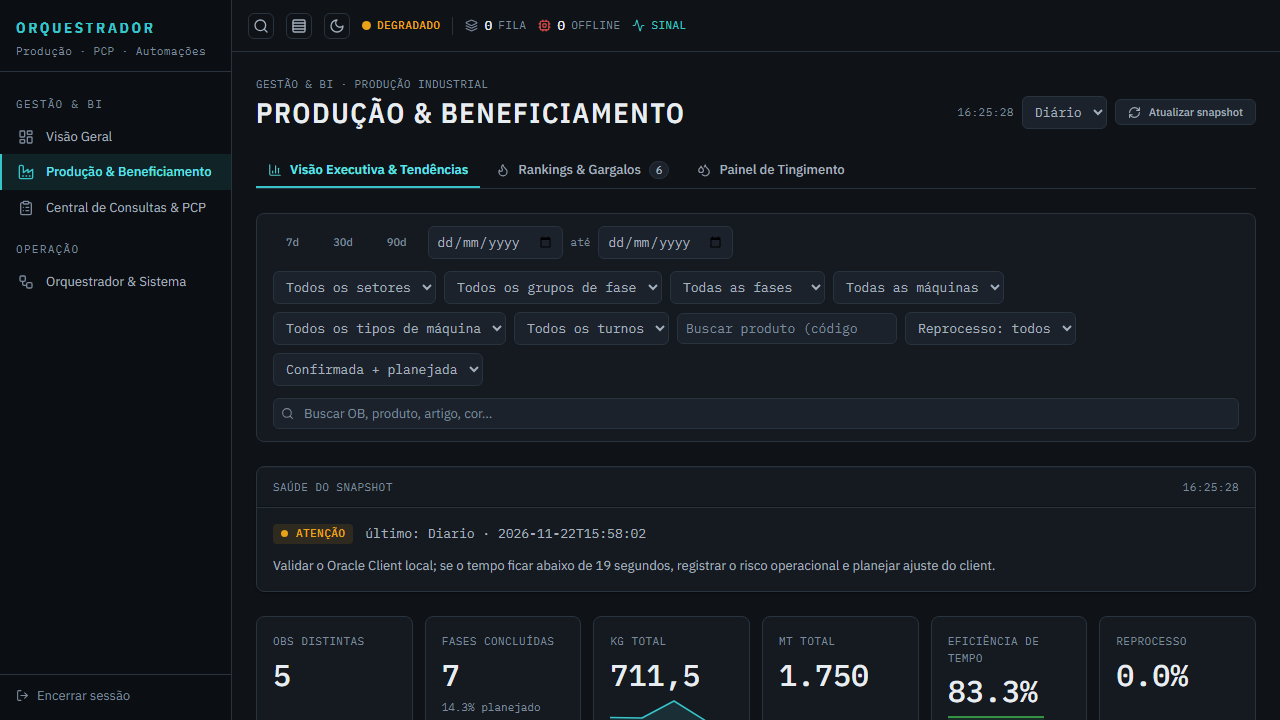 ORQUESTRADOR
Produção · PCP · Automações
GESTÃO & BI
Visão Geral
Produção & Beneficiamento
Central de Consultas & PCP
OPERAÇÃO
Orquestrador & Sistema
Encerrar sessão
DEGRADADO
0 FILA
0 OFFLINE
SINAL
GESTÃO & BI · PRODUÇÃO INDUSTRIAL
PRODUÇÃO & BENEFICIAMENTO
16:25:28
Diário
Atualizar snapshot
Visão Executiva & Tendências
Rankings & Gargalos 6
Painel de Tingimento
7d
30d
90d
dd/mm/yyyy
até
dd/mm/yyyy
Todos os setores
Todos os grupos de fase
Todas as fases
Todas as máquinas
Todos os tipos de máquina
Todos os turnos
Buscar produto (código
Reprocesso: todos
Confirmada + planejada
Buscar OB, produto, artigo, cor...
SAÚDE DO SNAPSHOT
16:25:28
ATENÇÃO
último: Diario · 2026-11-22T15:58:02
Validar o Oracle Client local; se o tempo ficar abaixo de 19 segundos, registrar o risco operacional e planejar ajuste do client.
OBS DISTINTAS
5
FASES CONCLUÍDAS
7
14.3% planejado
KG TOTAL
711,5
MT TOTAL
1.750
EFICIÊNCIA DE
TEMPO
83.3%
REPROCESSO
0.0%